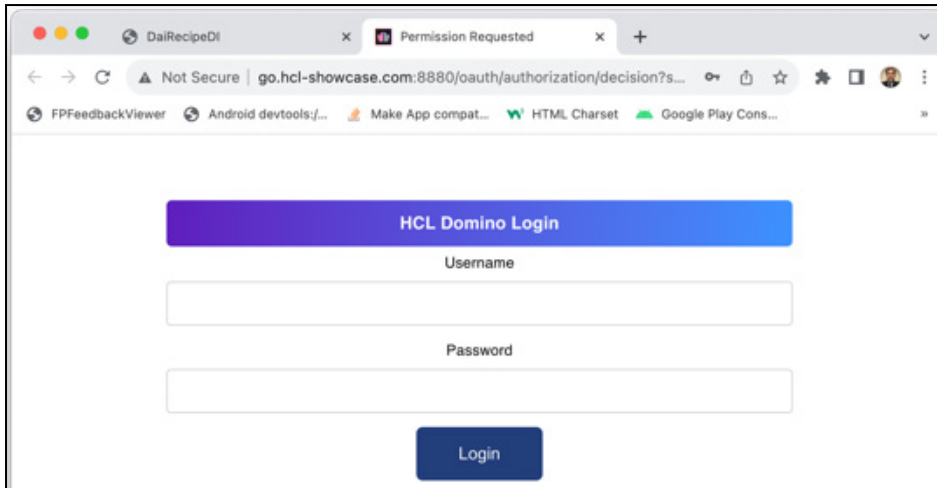 DaiRecipeDI
Permission Requested
Not Secure | go.hcl-showcase.com:8880/oauth/authorization/decision?s...
FPFeedbackViewer Android devtools:/... Make App compat... HTML Charset Google Play Cons... »
HCL Domino Login
Username
Password
Login